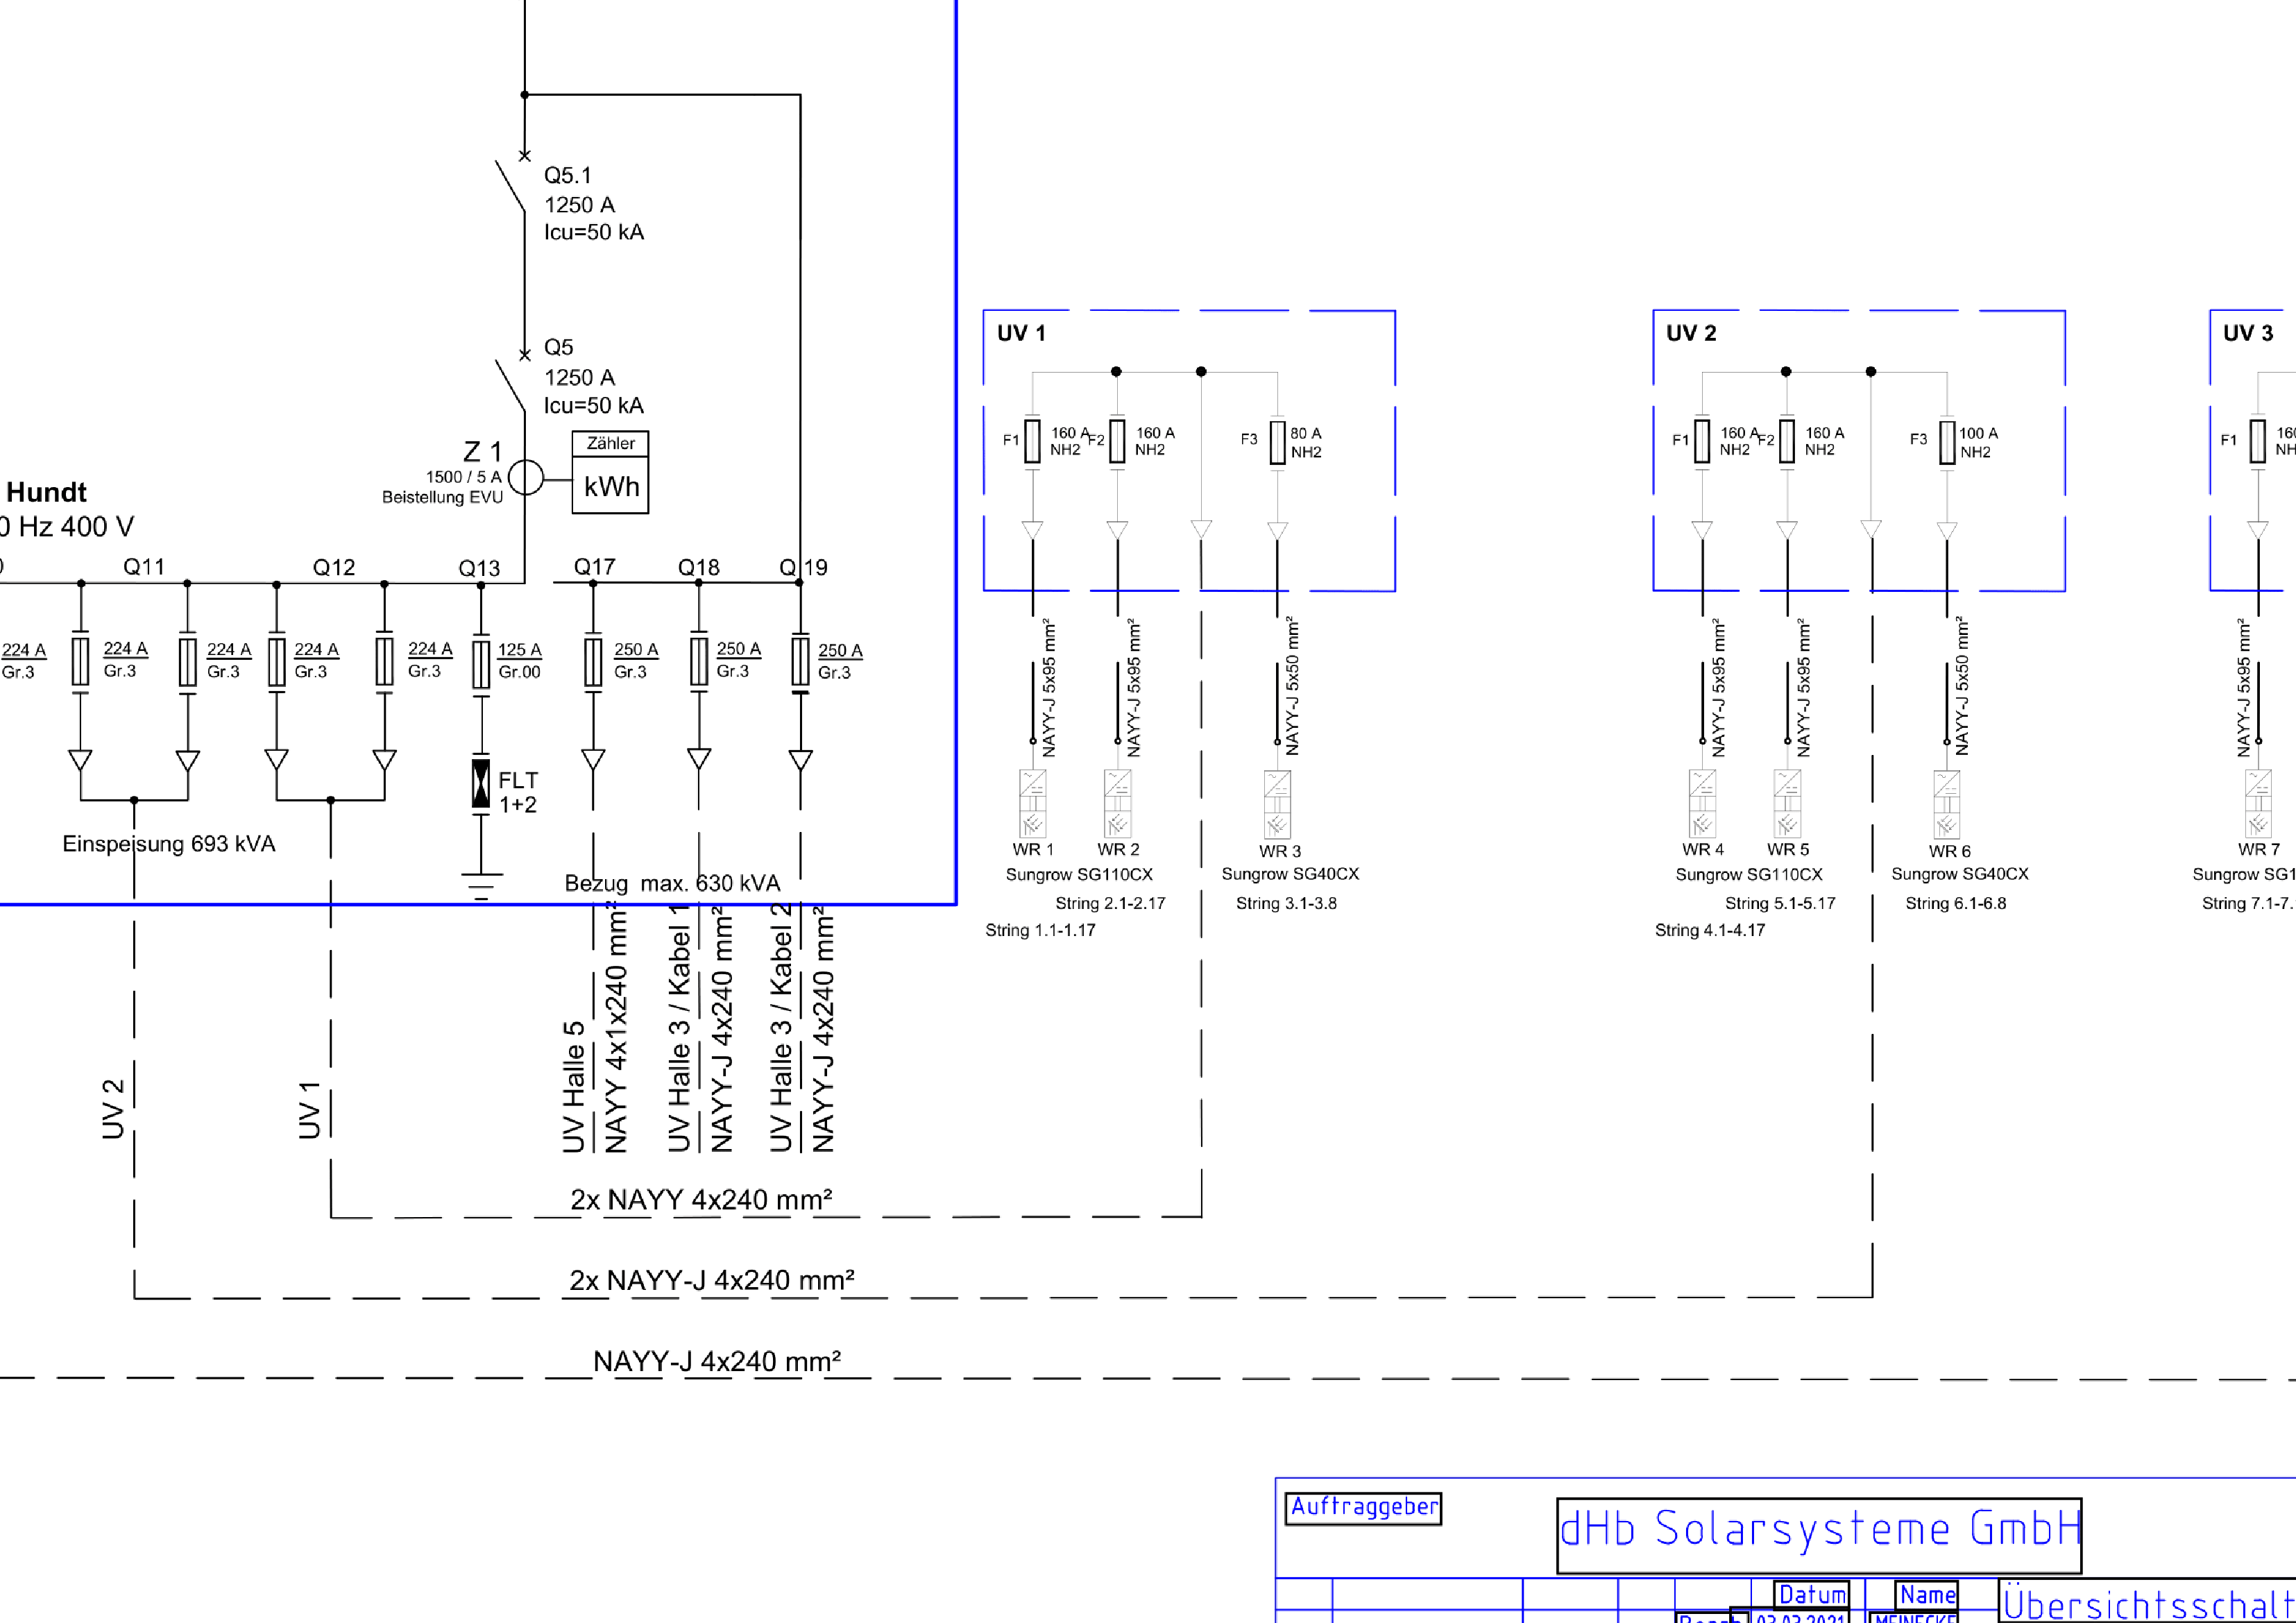 Q5.1
1250 A
Icu=50 kA
Q5
1250 A
Icu=50 kA
Z 1
1500 / 5 A
Beistellung EVU
Zähler
kWh
Hundt
0 Hz 400 V
Q11
Q12
Q13
Q17
Q18
Q19
224 A
Gr.3
224 A
Gr.3
224 A
Gr.3
224 A
Gr.3
224 A
Gr.3
125 A
Gr.00
250 A
Gr.3
250 A
Gr.3
250 A
Gr.3
FLT
1+2
Einspeisung 693 kVA
Bezug max. 630 kVA
UV 2
UV 1
UV Halle 5
NAYY 4x1x240 mm²
UV Halle 3 / Kabel 1
NAYY-J 4x240 mm²
UV Halle 3 / Kabel 2
NAYY-J 4x240 mm²
2x NAYY 4x240 mm²
2x NAYY-J 4x240 mm²
NAYY-J 4x240 mm²
UV 1
F1
160 A
NH2
F2
160 A
NH2
F3
80 A
NH2
NAYY-J 5x95 mm²
NAYY-J 5x95 mm²
NAYY-J 5x50 mm²
WR 1
WR 2
WR 3
Sungrow SG110CX
Sungrow SG40CX
String 2.1-2.17
String 3.1-3.8
String 1.1-1.17
UV 2
F1
160 A
NH2
F2
160 A
NH2
F3
100 A
NH2
NAYY-J 5x95 mm²
NAYY-J 5x95 mm²
NAYY-J 5x50 mm²
WR 4
WR 5
WR 6
Sungrow SG110CX
Sungrow SG40CX
String 5.1-5.17
String 6.1-6.8
String 4.1-4.17
UV 3
F1
NAYY-J 5x95 mm²
WR 7
Sungrow SG1
String 7.1-7.
Auftraggeber
dHb Solarsysteme GmbH
Datum
Name
Übersichtsschalt
03.03.2021
MEINECKE